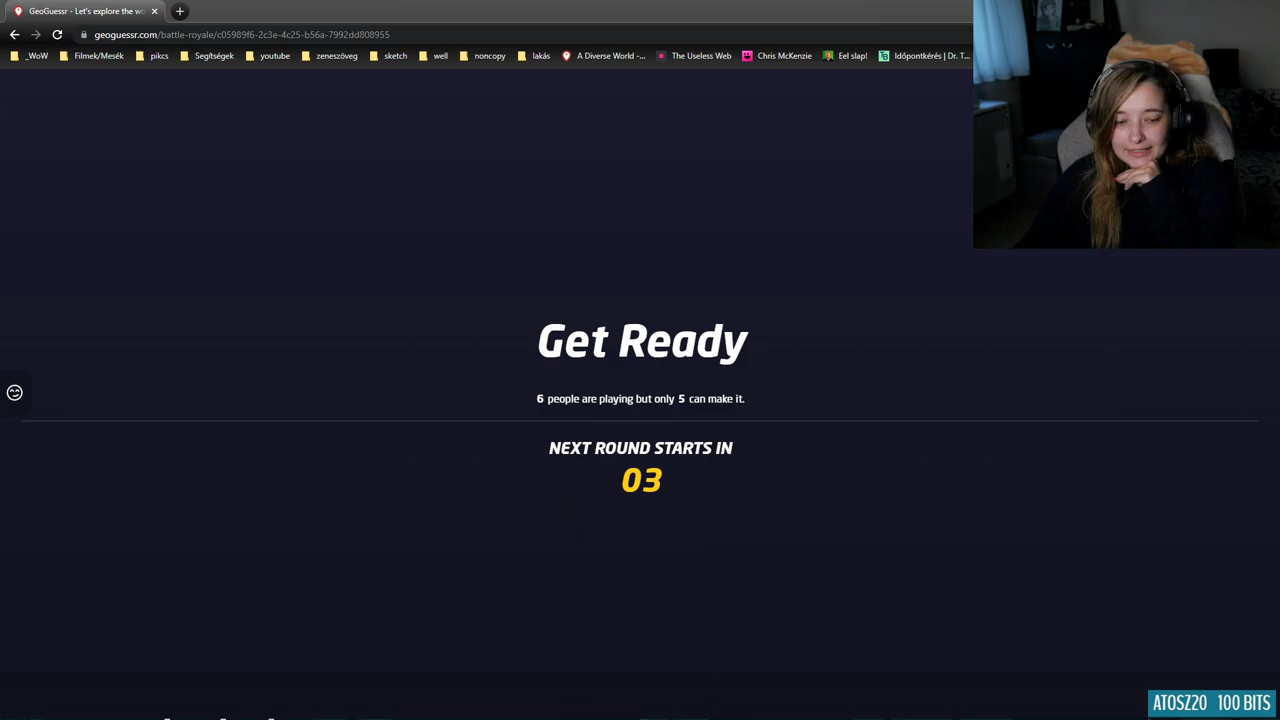 GeoGuessr - Let's explore the wo
geoguessr.com/battle-royale/c05989f6-2c3e-4c25-b56a-7992dd808955
_WoW Filmek/Mesék pikcs Segítségek youtube zeneszöveg sketch well noncopy lakás A Diverse World -... The Useless Web Chris McKenzie Eel slap! Időpontkérés | Dr. T...
Get Ready
6 people are playing but only 5 can make it.
NEXT ROUND STARTS IN
03
ATOSZ20 100 BITS